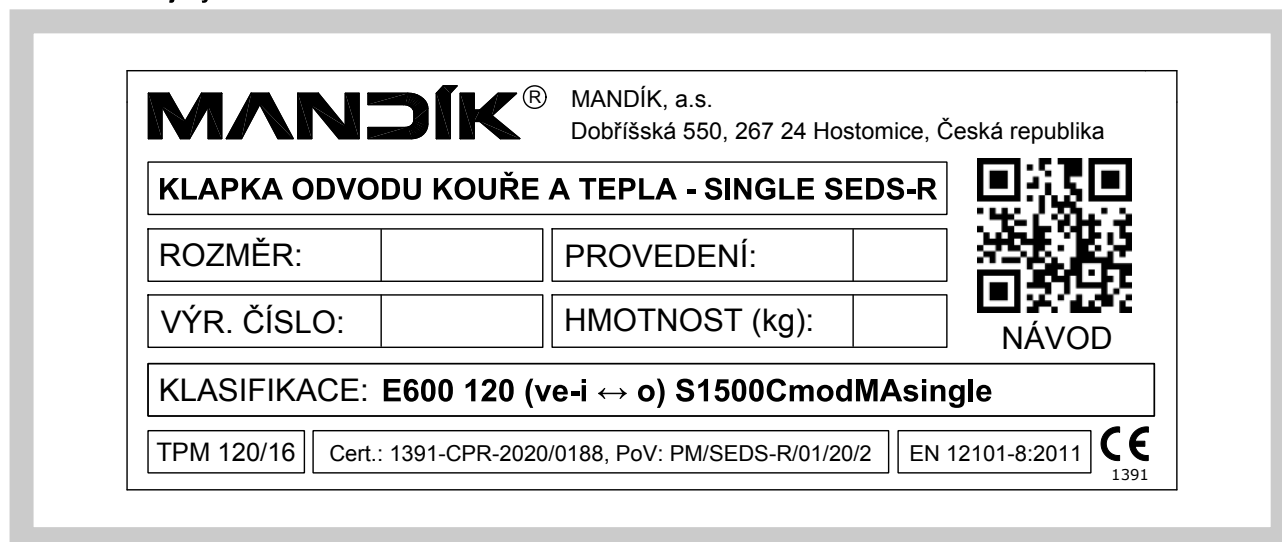 MANDÍK®
MANDÍK, a.s.
Dobříšská 550, 267 24 Hostomice, Česká republika
KLAPKA ODVODU KOUŘE A TEPLA - SINGLE SEDS-R
ROZMĚR:
PROVEDENÍ:
VÝR. ČÍSLO:
HMOTNOST (kg):
NÁVOD
KLASIFIKACE: E600 120 (ve-i ↔ o) S1500CmodMAsingle
TPM 120/16
Cert.: 1391-CPR-2020/0188, PoV: PM/SEDS-R/01/20/2
EN 12101-8:2011
CE
1391